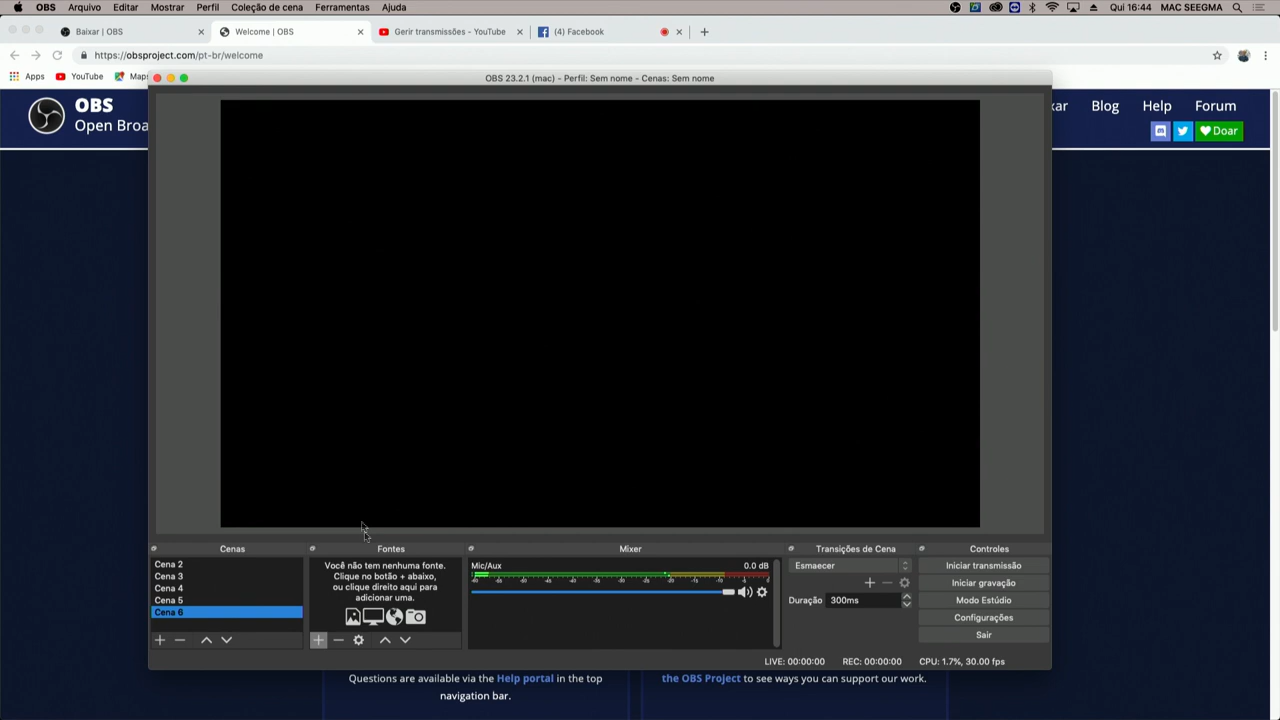 OBS Arquivo Editar Mostrar Perfil Coleção de cena Ferramentas Ajuda Qui 16:44 MAC SEEGMA
Baixar | OBS Welcome | OBS Gerir transmissões - YouTube (4) Facebook
https://obsproject.com/pt-br/welcome
Apps YouTube Map
OBS 23.2.1 (mac) - Perfil: Sem nome - Cenas: Sem nome
OBS
Open Broa
xar Blog Help Forum
Doar
Cenas Fontes Mixer Transições de Cena Controles
Cena 2
Cena 3
Cena 4
Cena 5
Cena 6
Você não tem nenhuma fonte.
Clique no botão + abaixo,
ou clique direito aqui para
adicionar uma.
Mic/Aux 0.0 dB
Esmaecer
Duração 300ms
Iniciar transmissão
Iniciar gravação
Modo Estúdio
Configurações
Sair
LIVE: 00:00:00 REC: 00:00:00 CPU: 1.7%, 30.00 fps
Questions are available via the Help portal in the top
navigation bar.
the OBS Project to see ways you can support our work.